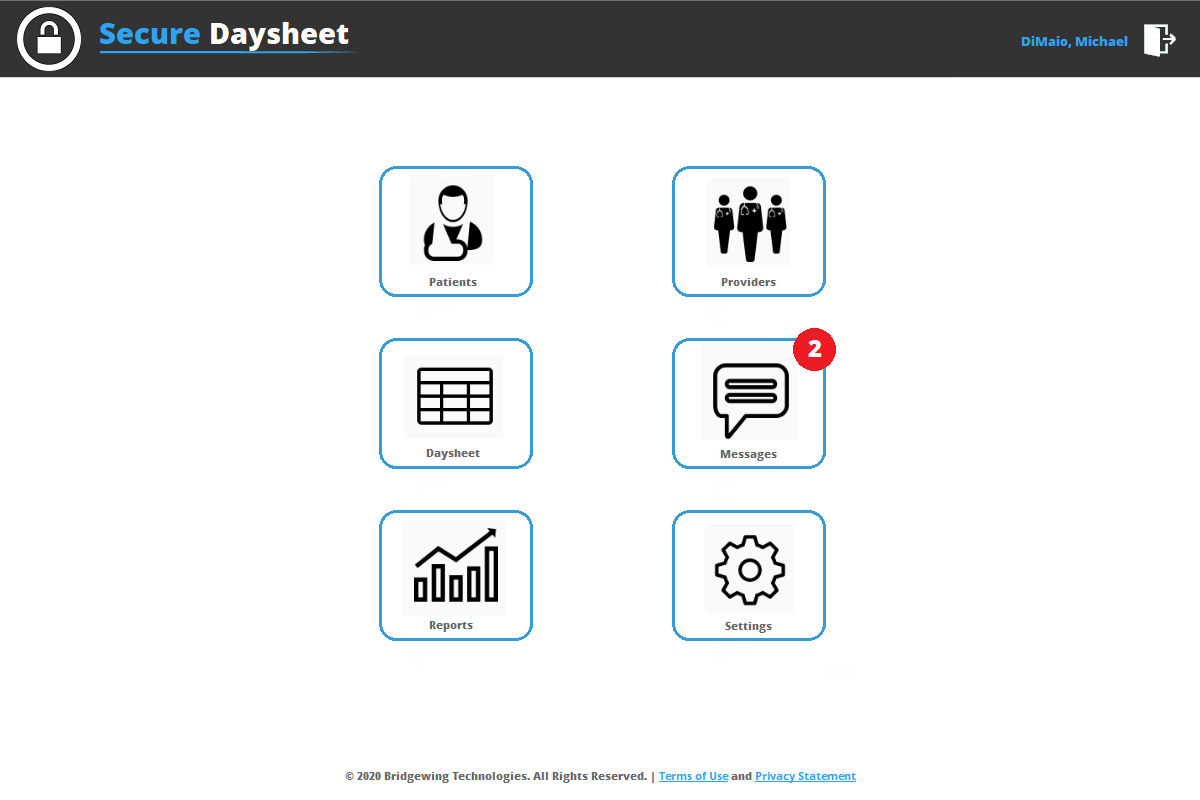 Secure Daysheet
DiMaio, Michael
Patients
Providers
2
Daysheet
Messages
Reports
Settings
© 2020 Bridgewing Technologies. All Rights Reserved. | Terms of Use and Privacy Statement